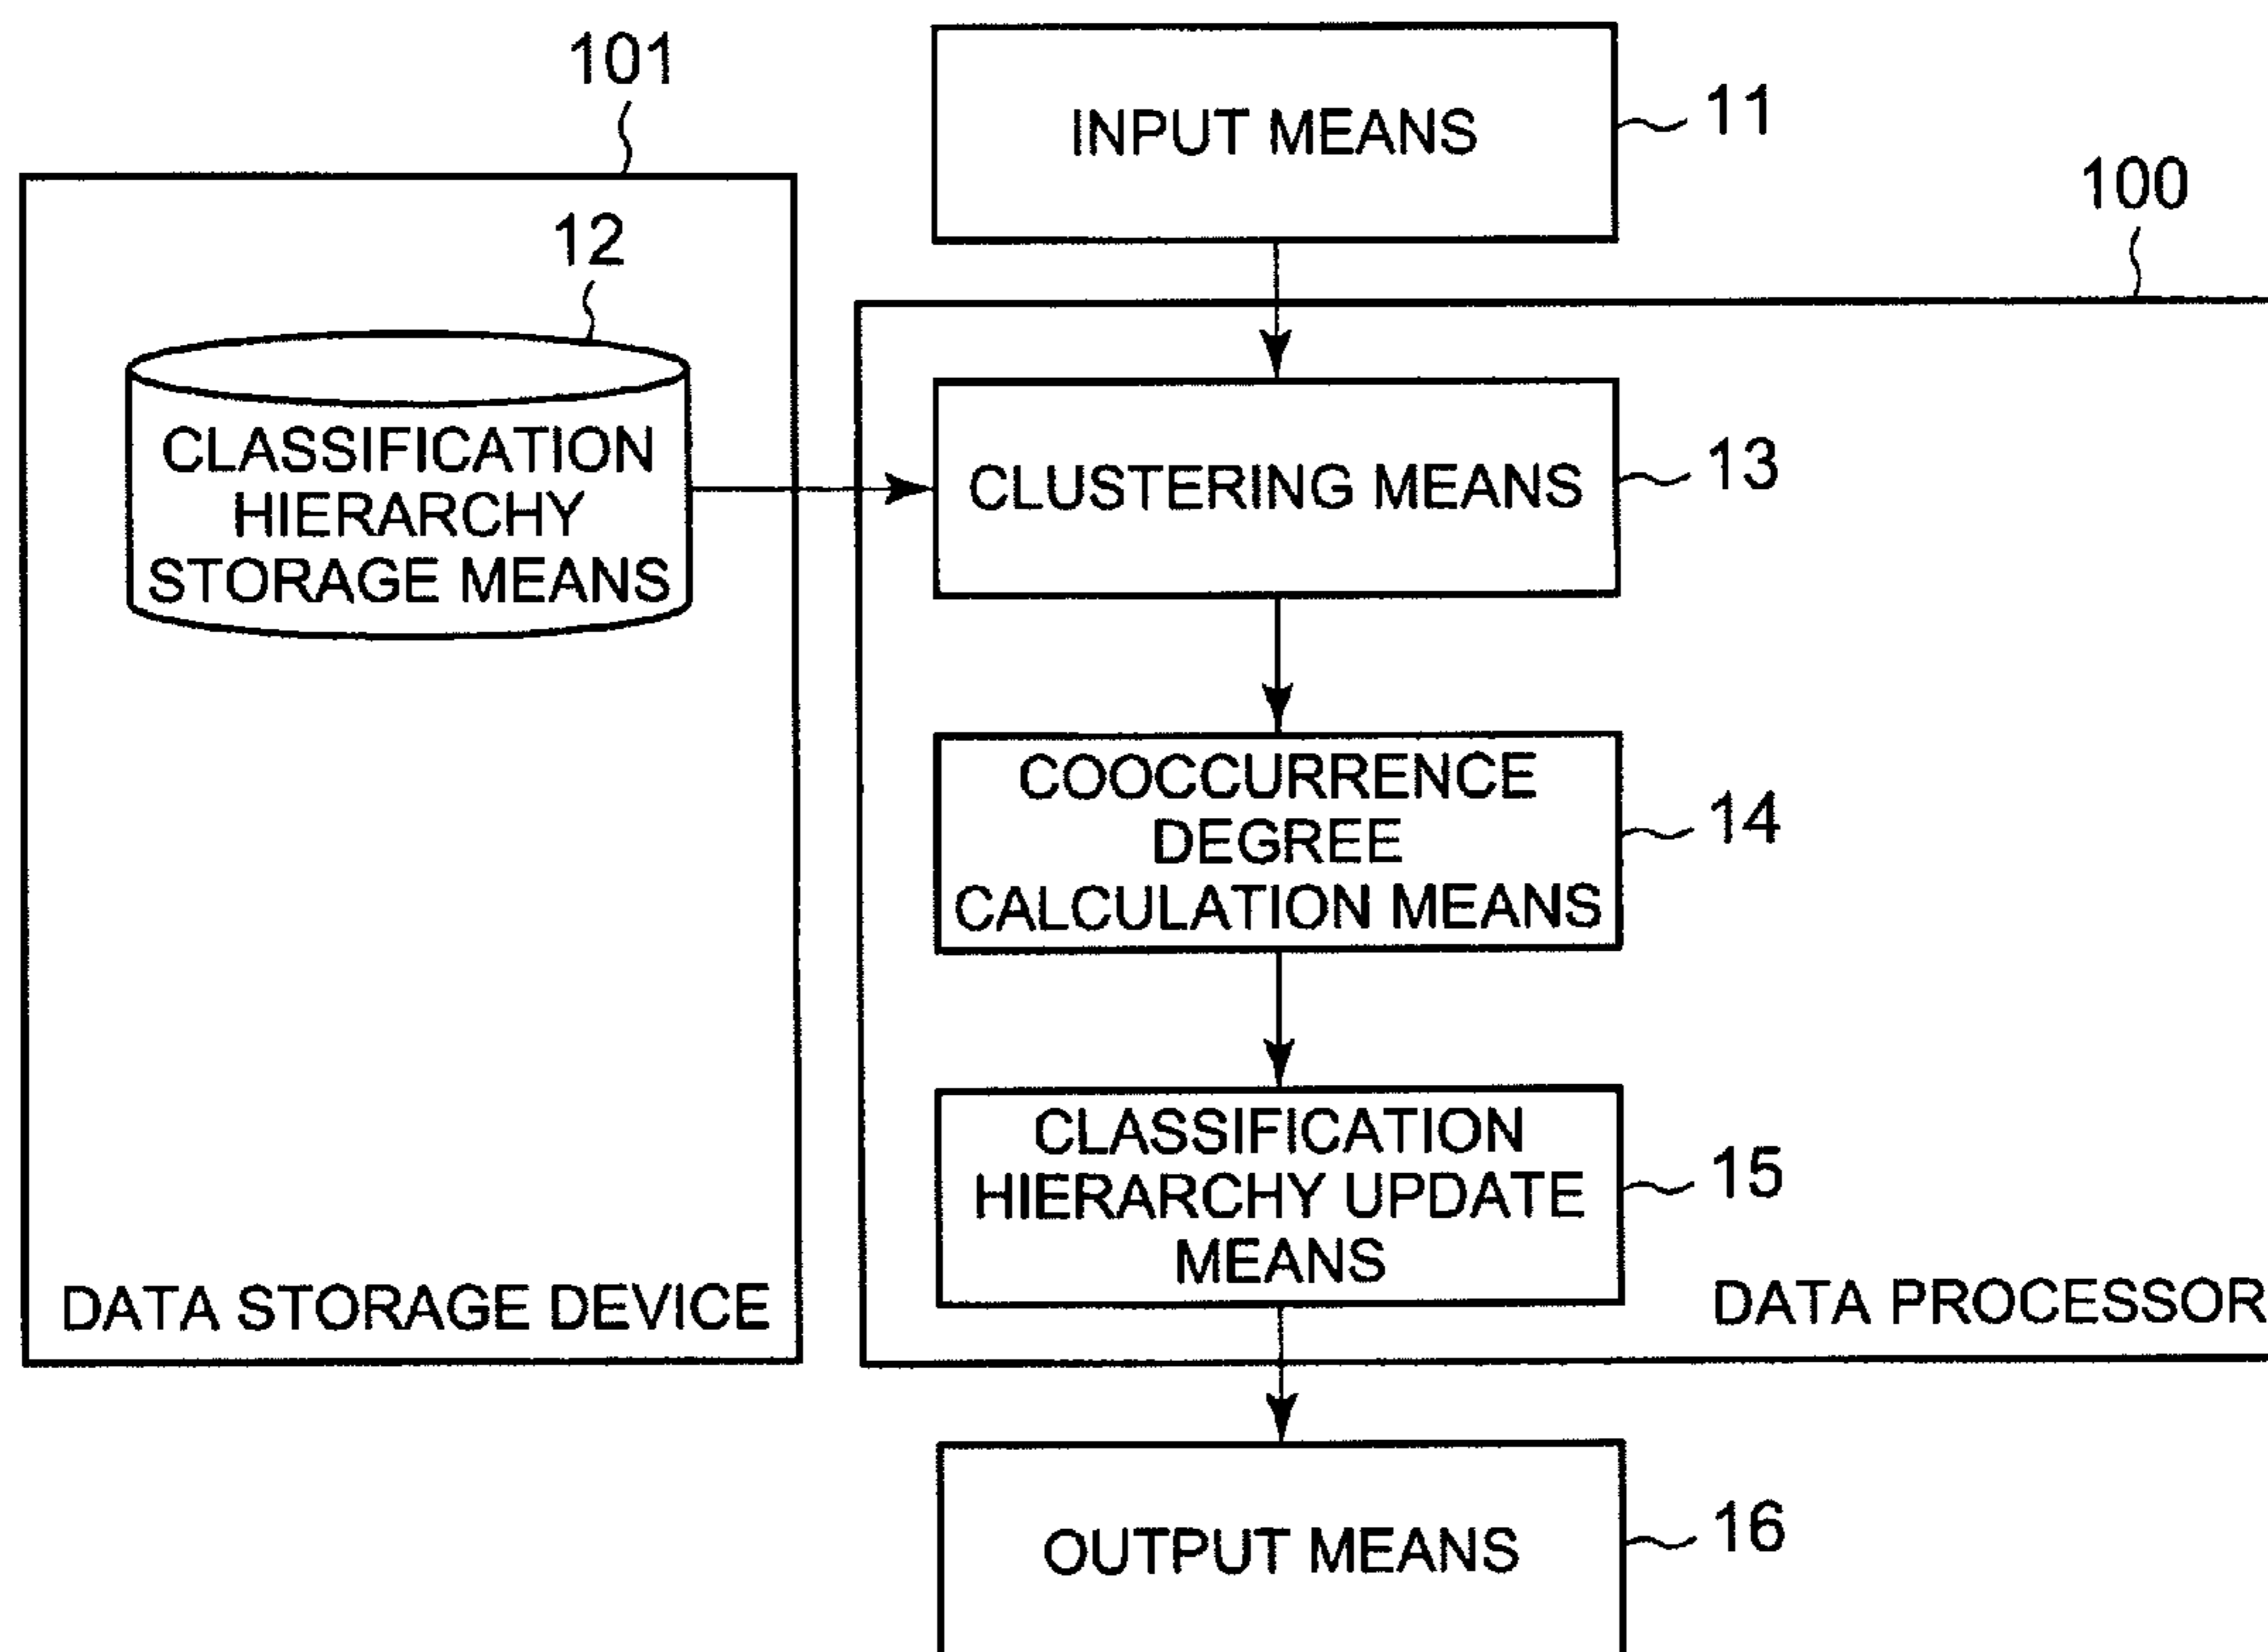 101
INPUT MEANS
11
100
12
CLASSIFICATION
HIERARCHY
STORAGE MEANS
CLUSTERING MEANS
13
COOCCURRENCE
DEGREE
CALCULATION MEANS
14
CLASSIFICATION
HIERARCHY UPDATE
MEANS
15
DATA STORAGE DEVICE
DATA PROCESSOR
OUTPUT MEANS
16